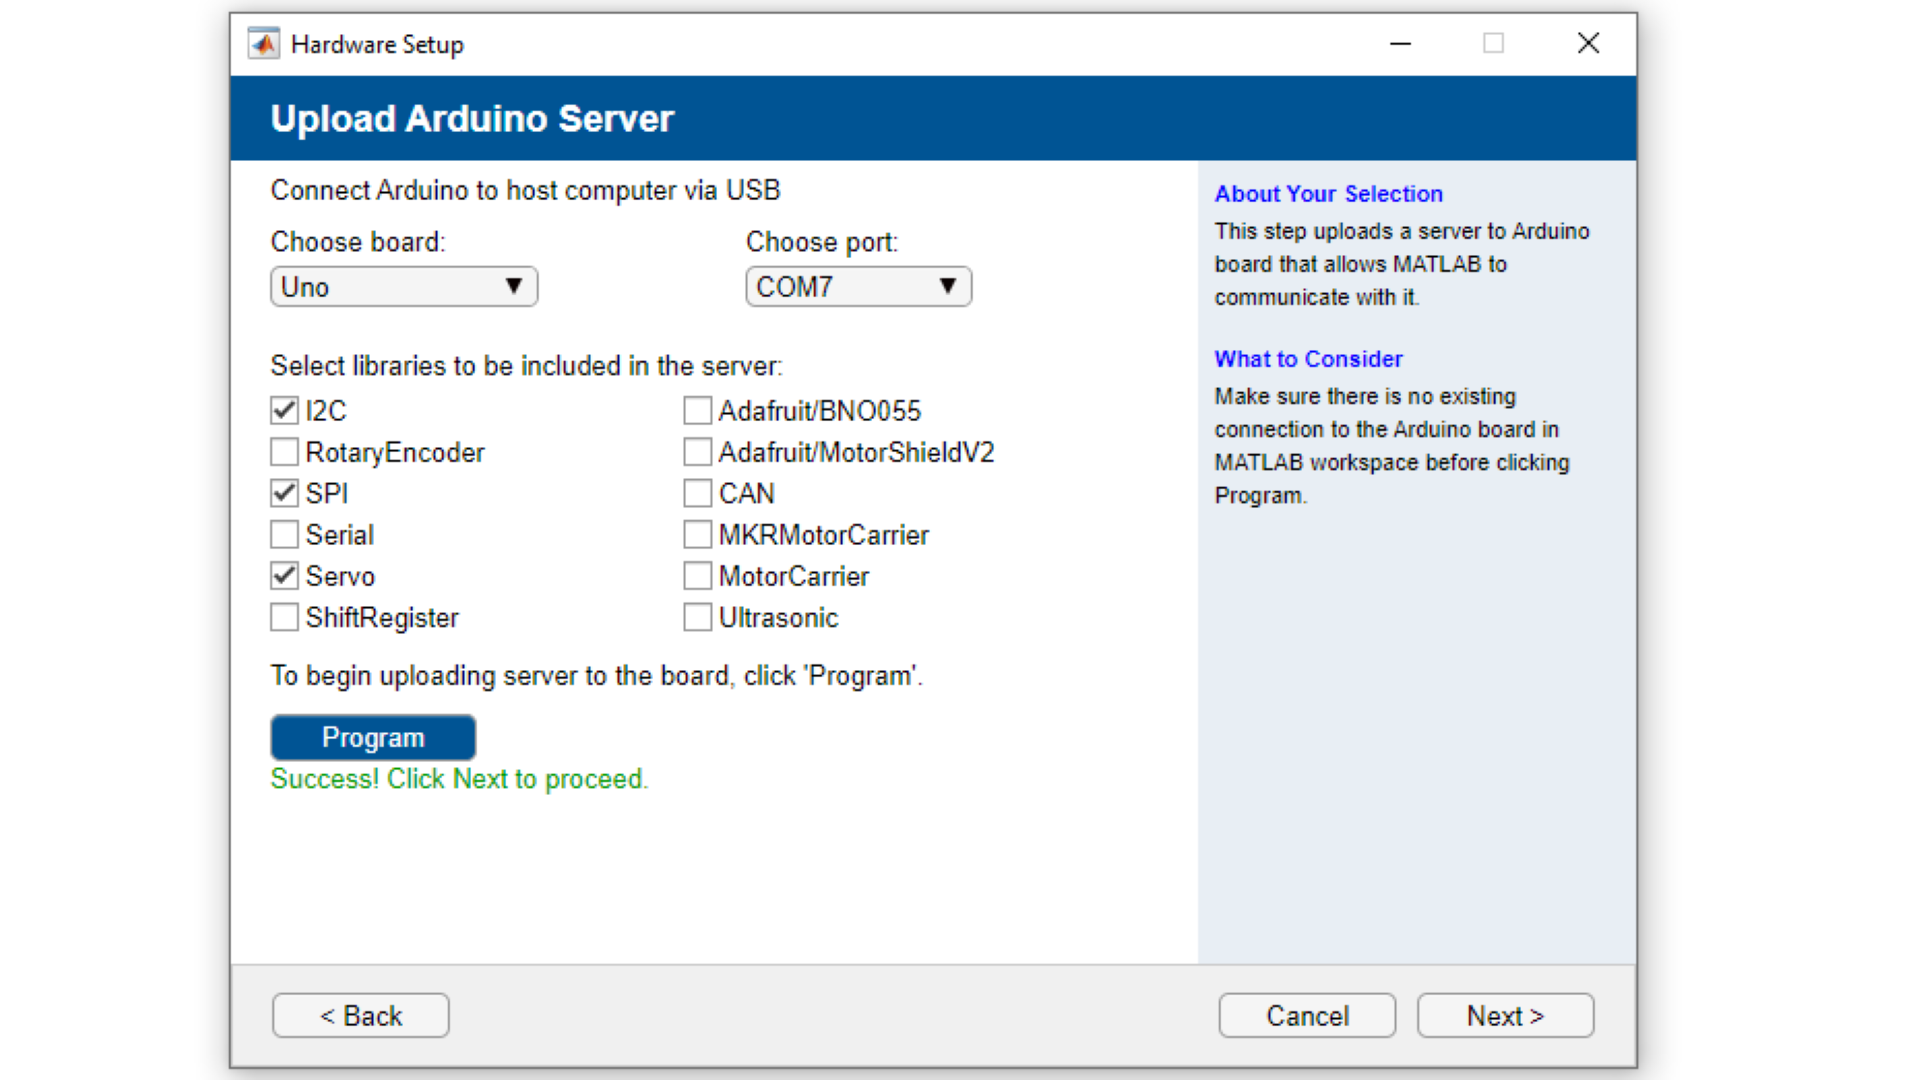 Hardware Setup
Upload Arduino Server
Connect Arduino to host computer via USB
Choose board:
Choose port:
Uno
COM7
Select libraries to be included in the server:
I2C
Adafruit/BNO055
RotaryEncoder
Adafruit/MotorShieldV2
SPI
CAN
Serial
MKRMotorCarrier
Servo
MotorCarrier
ShiftRegister
Ultrasonic
To begin uploading server to the board, click 'Program'.
Program
Success! Click Next to proceed.
About Your Selection
This step uploads a server to Arduino
board that allows MATLAB to
communicate with it.
What to Consider
Make sure there is no existing
connection to the Arduino board in
MATLAB workspace before clicking
Program.
< Back
Cancel
Next >